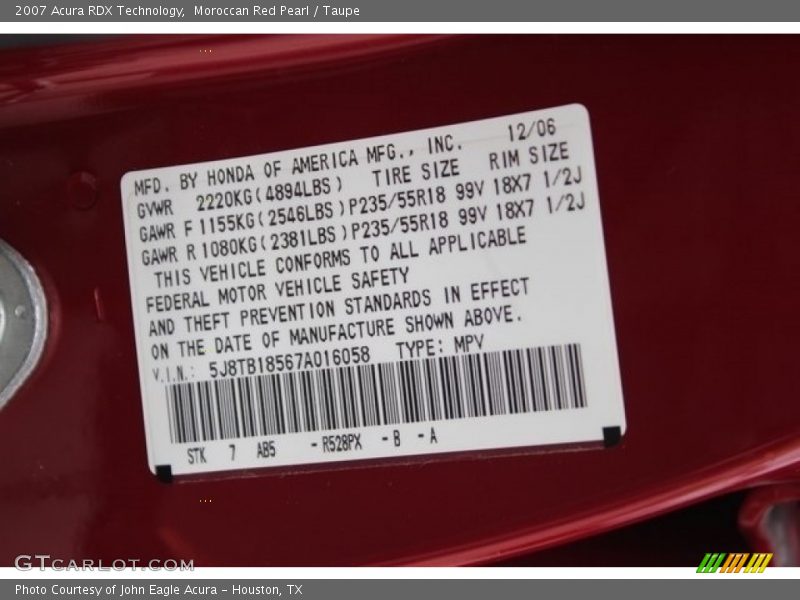 2007 Acura RDX Technology,  Moroccan Red Pearl / Taupe
MFD. BY HONDA OF AMERICA MFG., INC. 12/06
GVWR 2220KG(4894LBS) TIRE SIZE RIM SIZE
GAWR F 1155KG(2546LBS)P235/55R18 99V 18X7 1/2J
GAWR R 1080KG(2381LBS)P235/55R18 99V 18X7 1/2J
THIS VEHICLE CONFORMS TO ALL APPLICABLE
FEDERAL MOTOR VEHICLE SAFETY
AND THEFT PREVENTION STANDARDS IN EFFECT
ON THE DATE OF MANUFACTURE SHOWN ABOVE.
V.I.N.: 5J8TB18567A016058 TYPE: MPV
STK 7 AB5 -R528PX -B -A
GTCARLOT.COM
Photo Courtesy of John Eagle Acura - Houston, TX